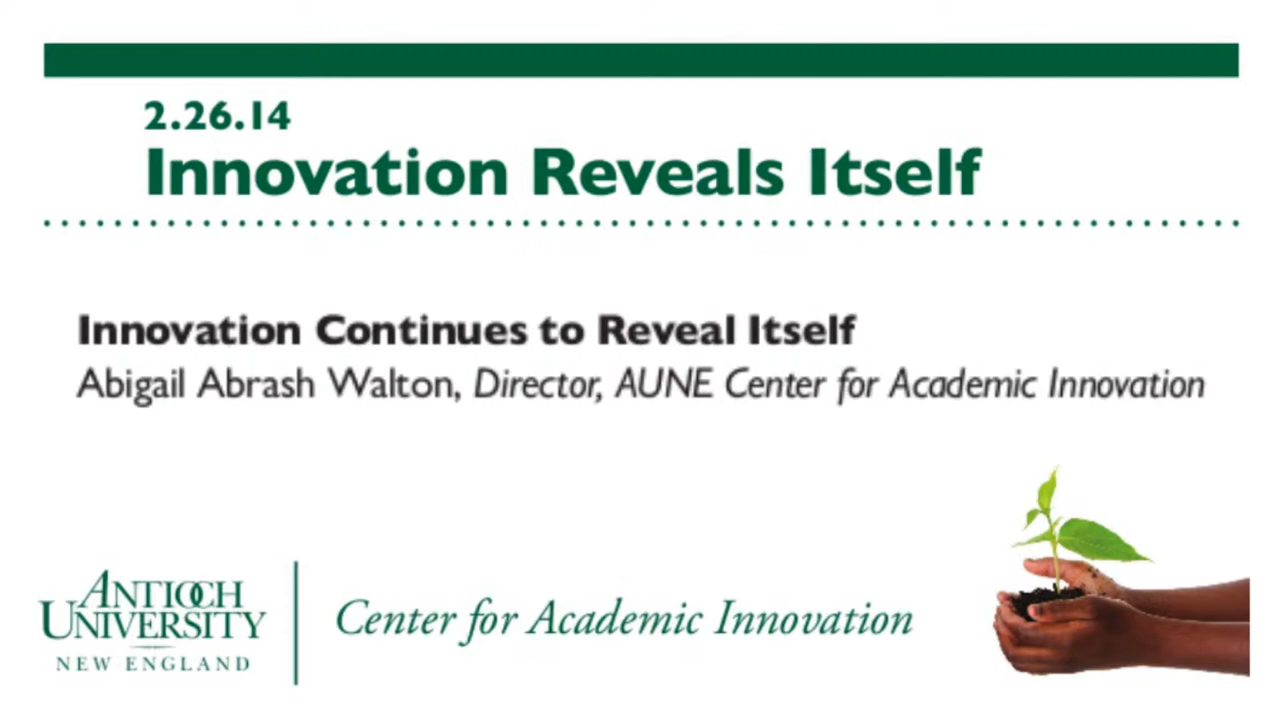 2.26.14
Innovation Reveals Itself
Innovation Continues to Reveal Itself
Abigail Abrash Walton, Director, AUNE Center for Academic Innovation
ANTIOCH
UNIVERSITY
NEW ENGLAND
Center for Academic Innovation